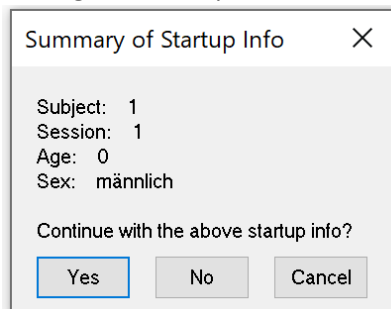 Summary of Startup Info
Subject: 1
Session: 1
Age: 0
Sex: männlich
Continue with the above startup info?
Yes No Cancel